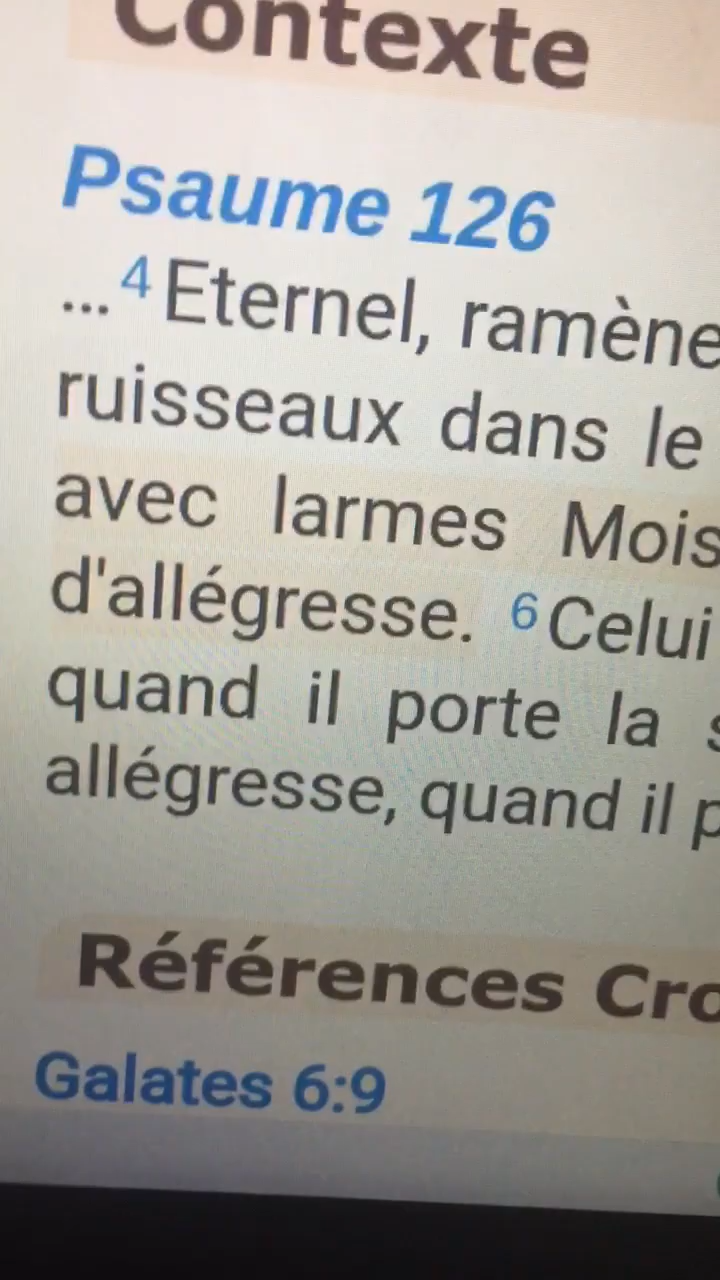 Contexte
Psaume 126
... 4 Eternel, ramène
ruisseaux dans le
avec larmes Mois
d'allégresse. 6 Celui
quand il porte la s
allégresse, quand il p
Références Cro
Galates 6:9